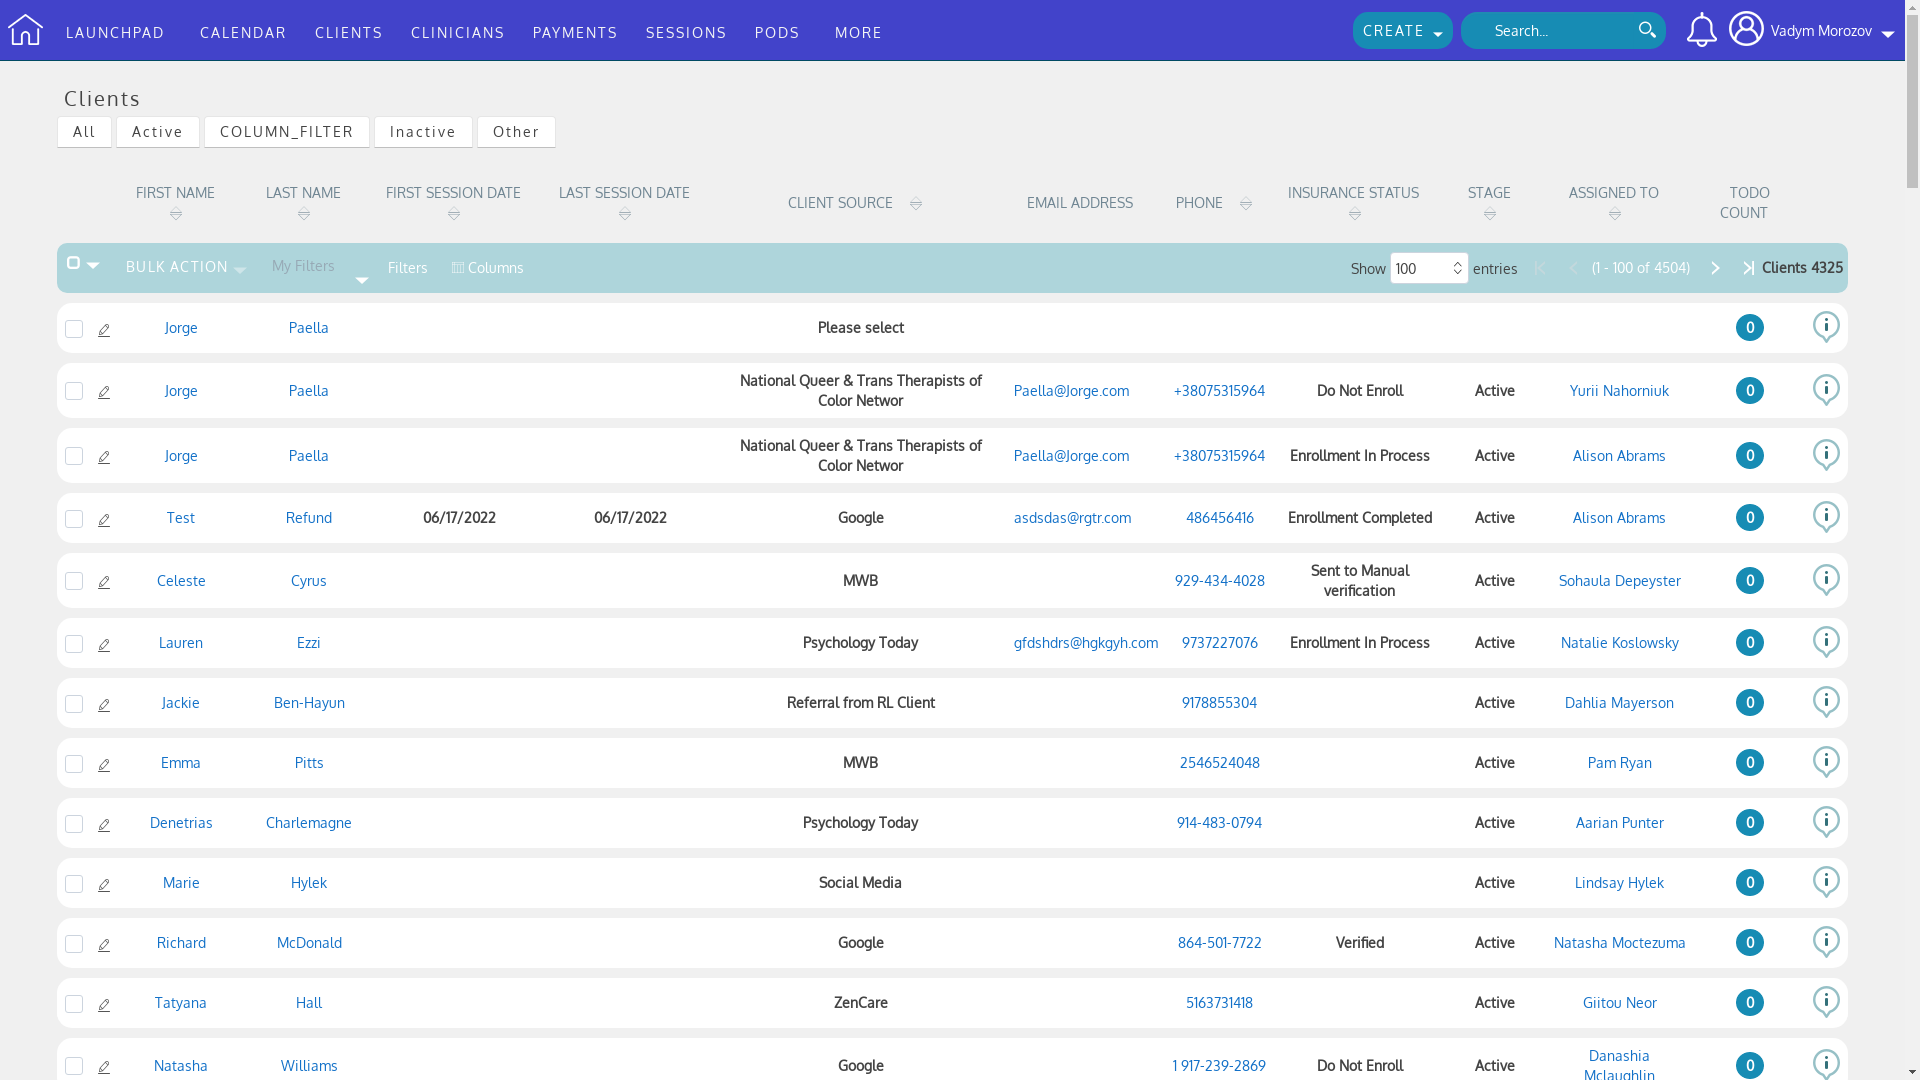 LAUNCHPAD CALENDAR CLIENTS CLINICIANS PAYMENTS SESSIONS PODS MORE CREATE Search... Vadym Morozov
Clients
All Active COLUMN_FILTER Inactive Other
FIRST NAME LAST NAME FIRST SESSION DATE LAST SESSION DATE CLIENT SOURCE EMAIL ADDRESS PHONE INSURANCE STATUS STAGE ASSIGNED TO TODO COUNT
BULK ACTION My Filters Filters Columns Show 100 entries (1 - 100 of 4504) Clients 4325
Jorge Paella Please select 0
Jorge Paella National Queer & Trans Therapists of Color Networ Paella@Jorge.com +38075315964 Do Not Enroll Active Yurii Nahorniuk 0
Jorge Paella National Queer & Trans Therapists of Color Networ Paella@Jorge.com +38075315964 Enrollment In Process Active Alison Abrams 0
Test Refund 06/17/2022 06/17/2022 Google asdsdas@rgtr.com 486456416 Enrollment Completed Active Alison Abrams 0
Celeste Cyrus MWB 929-434-4028 Sent to Manual verification Active Sohaula Depeyster 0
Lauren Ezzi Psychology Today gfdshdrs@hgkgyh.com 9737227076 Enrollment In Process Active Natalie Koslowsky 0
Jackie Ben-Hayun Referral from RL Client 9178855304 Active Dahlia Mayerson 0
Emma Pitts MWB 2546524048 Active Pam Ryan 0
Denetrias Charlemagne Psychology Today 914-483-0794 Active Aarian Punter 0
Marie Hylek Social Media Active Lindsay Hylek 0
Richard McDonald Google 864-501-7722 Verified Active Natasha Moctezuma 0
Tatyana Hall ZenCare 5163731418 Active Giitou Neor 0
Natasha Williams Google 1 917-239-2869 Do Not Enroll Active Danashia Mclaughlin 0